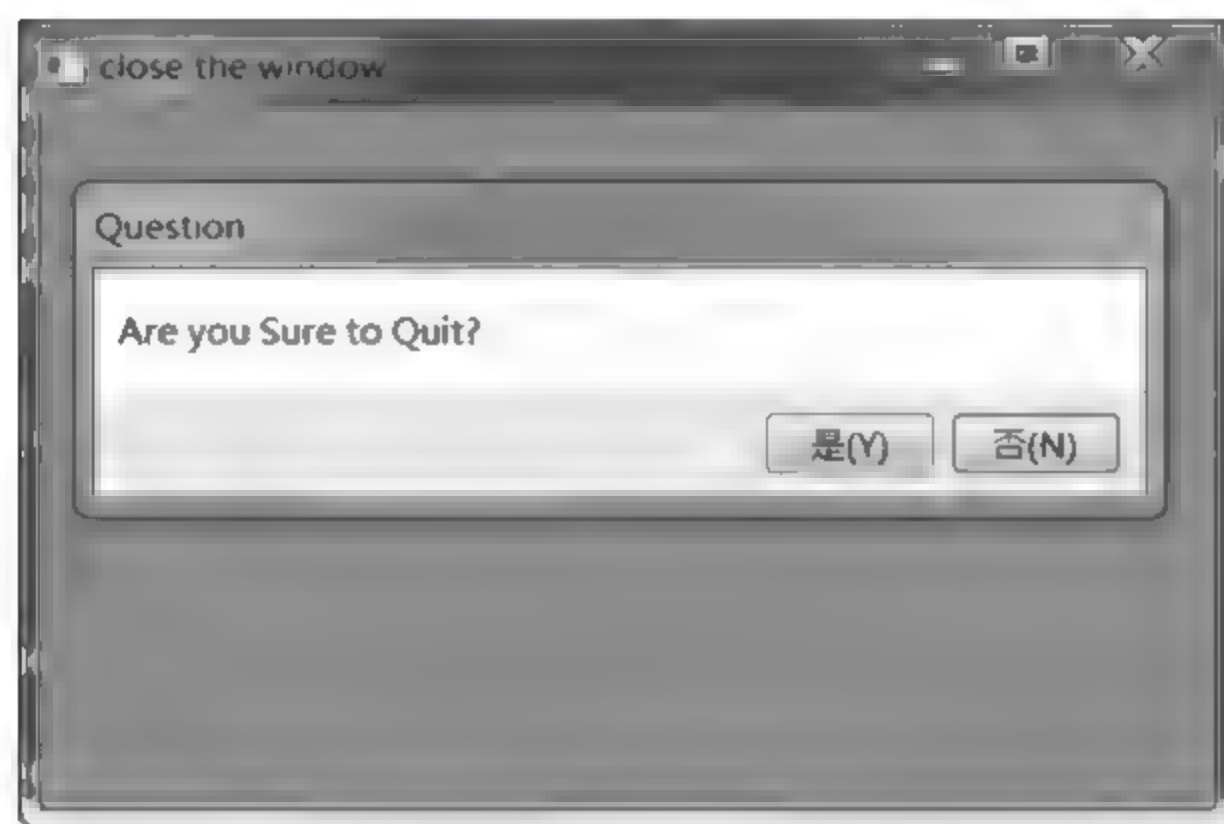 close the window
Question
Are you Sure to Quit?
是(Y) 否(N)